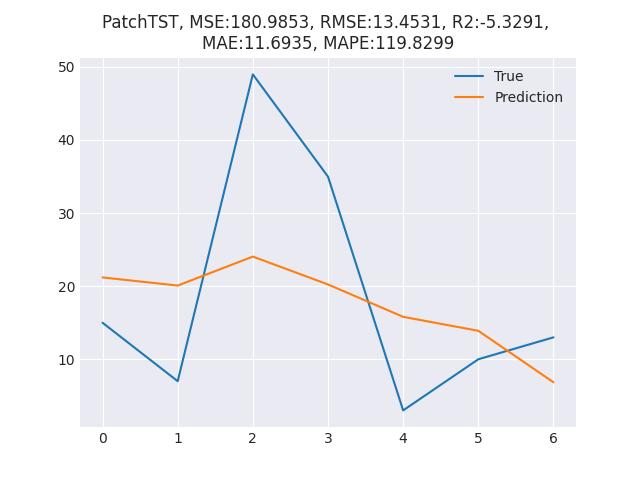 PatchTST, MSE:180.9853, RMSE:13.4531, R2:-5.3291,
MAE:11.6935, MAPE:119.8299
True
Prediction
50
40
30
20
10
0 1 2 3 4 5 6